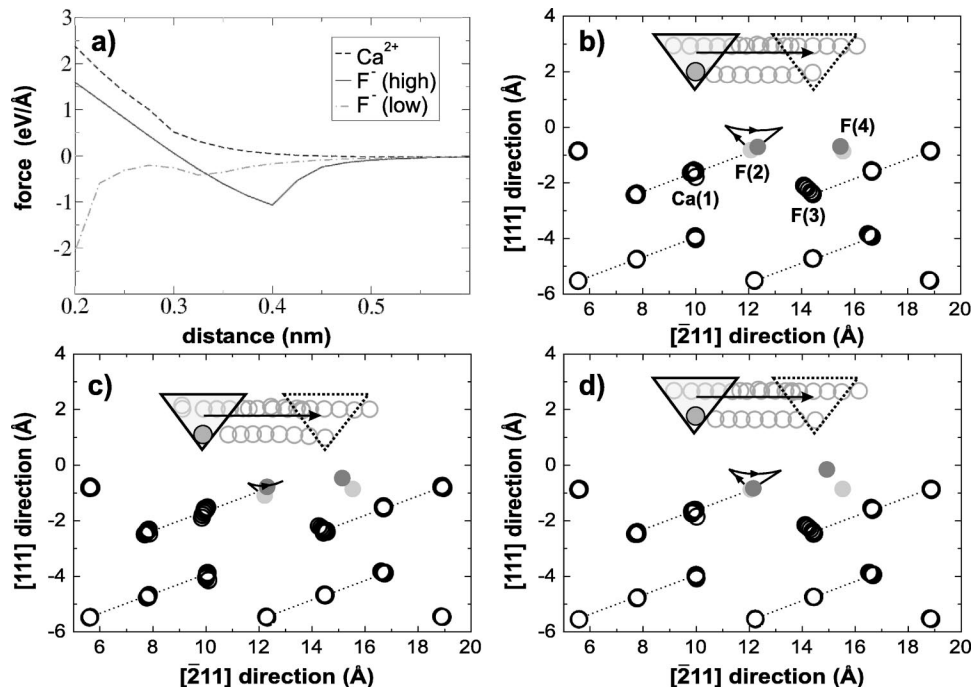 a)
Ca²⁺
F⁻ (high)
F⁻ (low)
force (eV/Å)
3
2
1
0
-1
-2
0.2
0.3
0.4
0.5
distance (nm)
b)
F(4)
F(2)
Ca(1)
F(3)
[111] direction (Å)
4
2
0
-2
-4
-6
6
8
10
12
14
16
18
20
[2̄11] direction (Å)
c)
[111] direction (Å)
4
2
0
-2
-4
-6
6
8
10
12
14
16
18
20
[2̄11] direction (Å)
d)
[111] direction (Å)
4
2
0
-2
-4
-6
6
8
10
12
14
16
18
20
[2̄11] direction (Å)